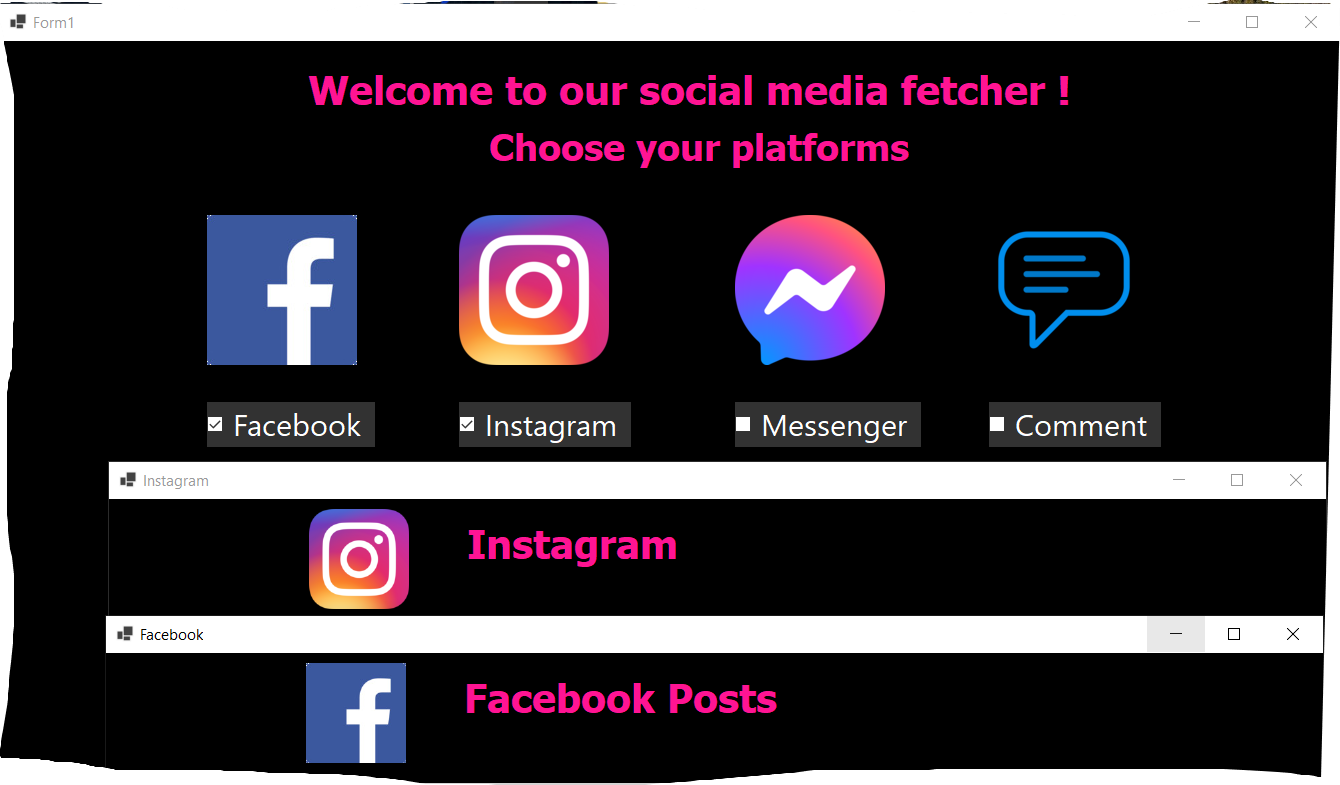 Form1
Welcome to our social media fetcher !
Choose your platforms
Facebook
Instagram
Messenger
Comment
Instagram
Instagram
Facebook
Facebook Posts